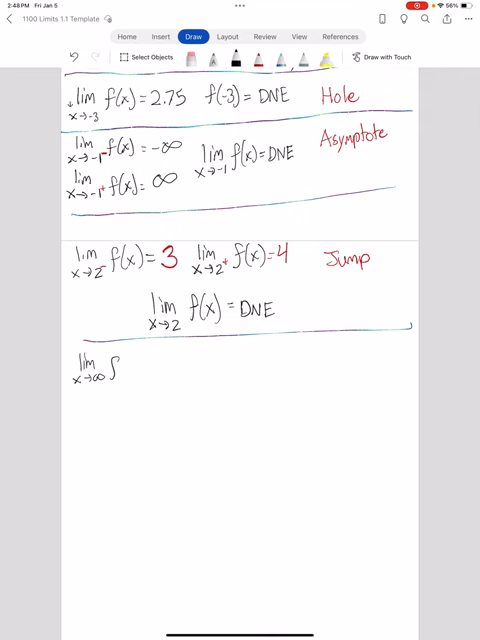 2:48 PM Fri Jan 5
56%
1100 Limits 1.1 Template
Home Insert Draw Layout Review View References
Select Objects
Draw with Touch
lim x→-3 f(x) = 2.75 f(-3) = DNE Hole
lim x→-1⁻ f(x) = -∞ lim x→-1 f(x) = DNE Asymptote
lim x→-1⁺ f(x) = ∞
lim x→2⁻ f(x) = 3 lim x→2⁺ f(x) = 4 Jump
lim x→2 f(x) = DNE
lim x→∞ ʃ